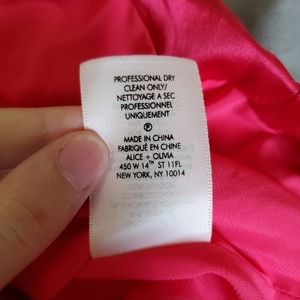 PROFESSIONAL DRY
CLEAN ONLY/
NETTOYAGE A SEC
PROFESSIONNEL
UNIQUEMENT
P
MADE IN CHINA
FABRIQUÉ EN CHINE
ALICE + OLIVIA
450 W 14TH ST 11FL
NEW YORK, NY 10014